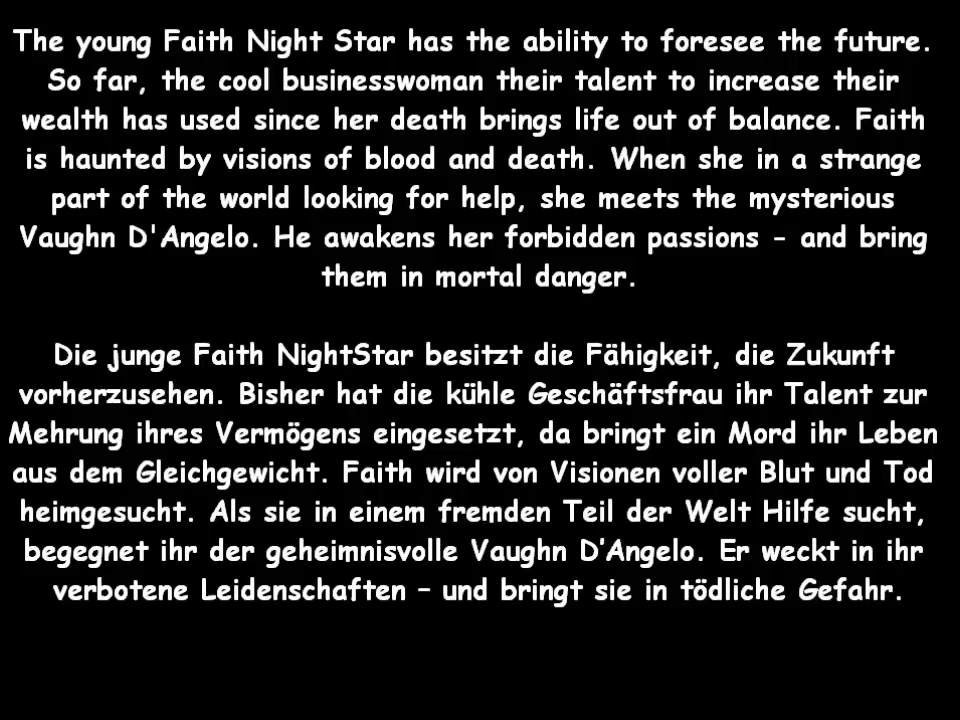 The young Faith Night Star has the ability to foresee the future.
So far, the cool businesswoman their talent to increase their
wealth has used since her death brings life out of balance. Faith
is haunted by visions of blood and death. When she in a strange
part of the world looking for help, she meets the mysterious
Vaughn D'Angelo. He awakens her forbidden passions - and bring
them in mortal danger.
Die junge Faith NightStar besitzt die Fähigkeit, die Zukunft
vorherzusehen. Bisher hat die kühle Geschäftsfrau ihr Talent zur
Mehrung ihres Vermögens eingesetzt, da bringt ein Mord ihr Leben
aus dem Gleichgewicht. Faith wird von Visionen voller Blut und Tod
heimgesucht. Als sie in einem fremden Teil der Welt Hilfe sucht,
begegnet ihr der geheimnisvolle Vaughn D’Angelo. Er weckt in ihr
verbotene Leidenschaften – und bringt sie in tödliche Gefahr.